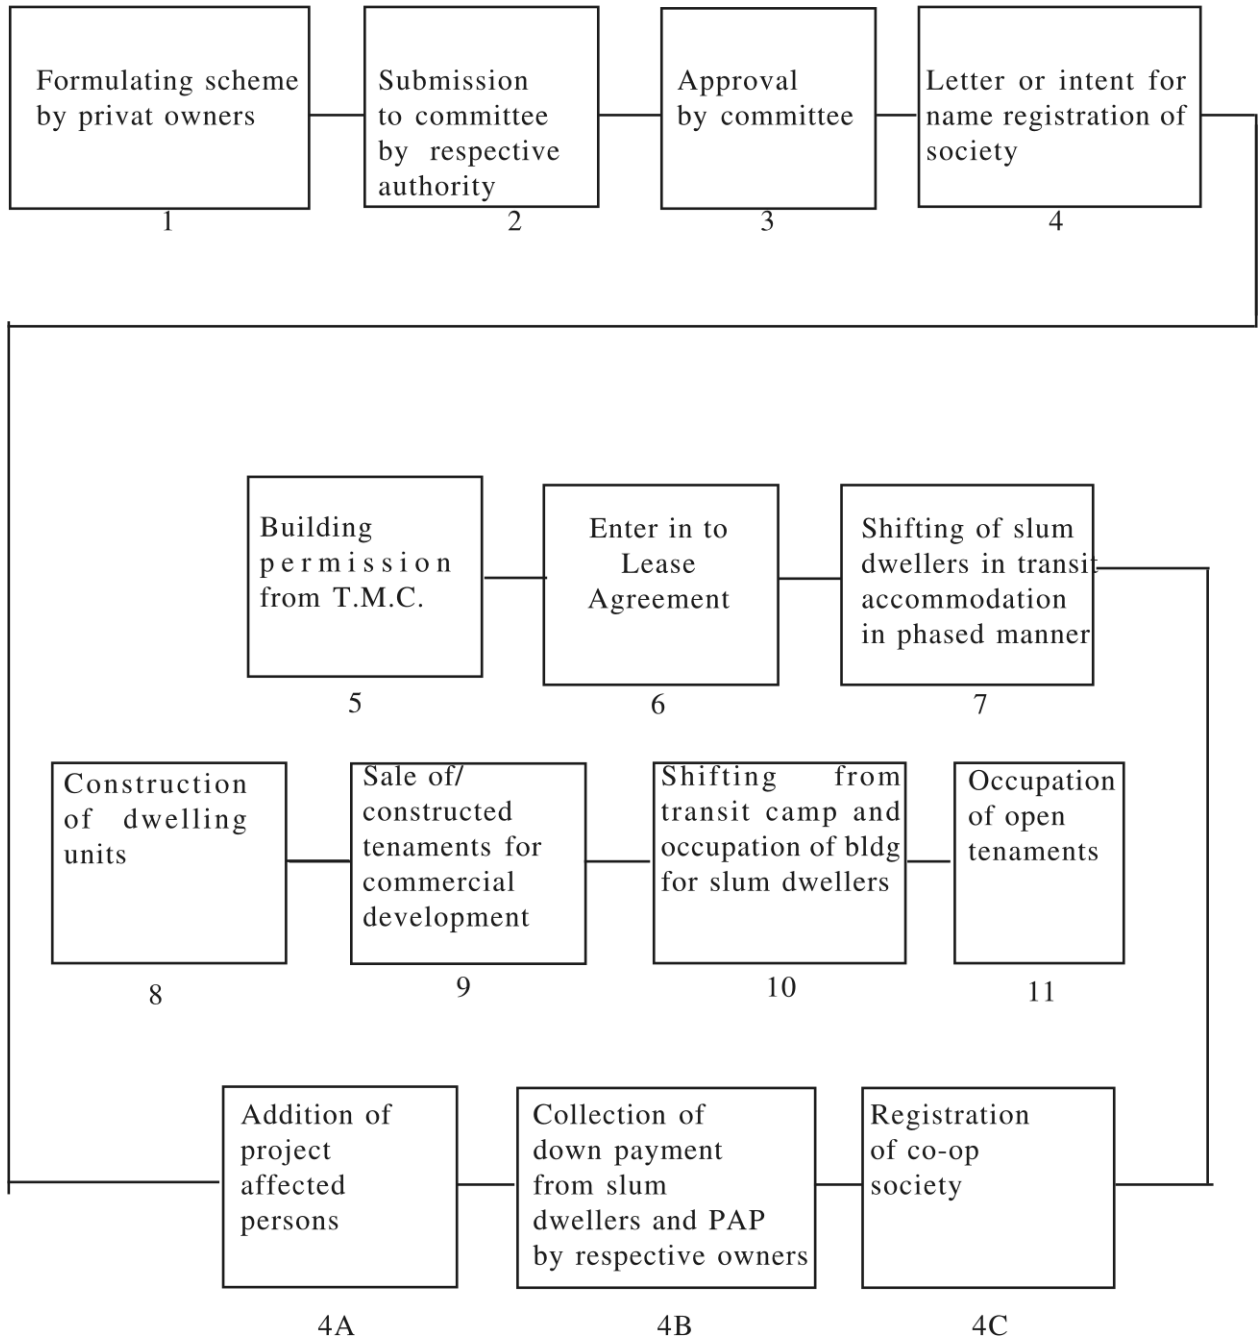 Formulating scheme
by privat owners
1
Submission
to committee
by respective
authority
2
Approval
by committee
3
Letter or intent for
name registration of
society
4
Building
permission
from T.M.C.
5
Enter in to
Lease
Agreement
6
Shifting of slum
dwellers in transit
accommodation
in phased manner
7
Construction
of dwelling
units
8
Sale of/
constructed
tenaments for
commercial
development
9
Shifting from
transit camp and
occupation of bldg
for slum dwellers
10
Occupation
of open
tenaments
11
Addition of
project
affected
persons
4A
Collection of
down payment
from slum
dwellers and PAP
by respective owners
4B
Registration
of co-op
society
4C